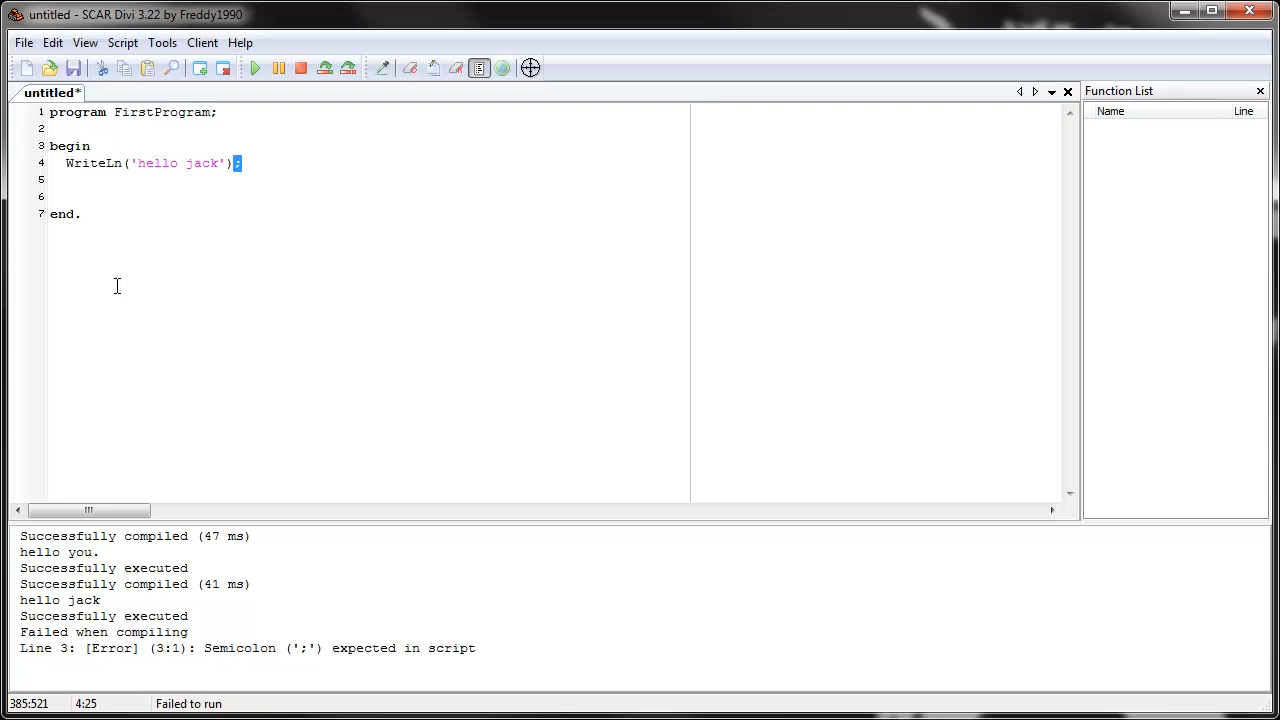 untitled - SCAR Divi 3.22 by Freddy1990
File Edit View Script Tools Client Help
untitled*
Function List
Name Line
1 program FirstProgram;
2
3 begin
4 WriteLn('hello jack');
5
6
7 end.
Successfully compiled (47 ms)
hello you.
Successfully executed
Successfully compiled (41 ms)
hello jack
Successfully executed
Failed when compiling
Line 3: [Error] (3:1): Semicolon (';') expected in script
385:521 4:25 Failed to run